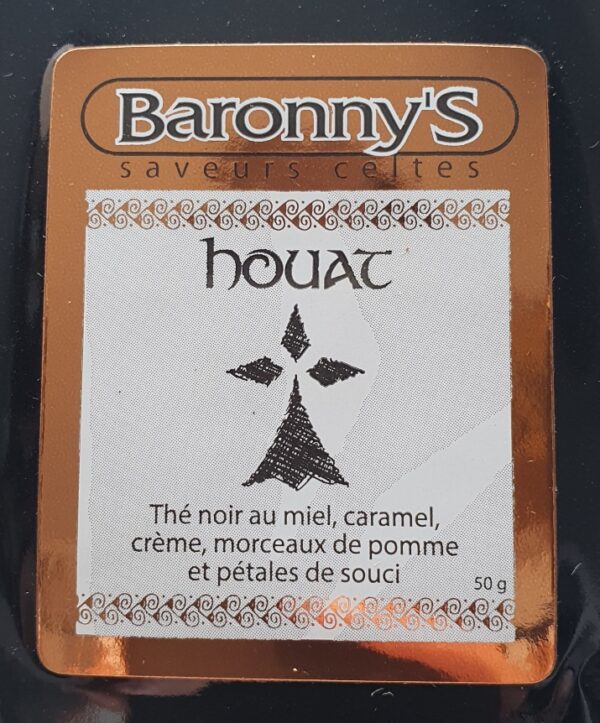 Baronny'S
saveurs celtes
houat
Thé noir au miel, caramel,
crème, morceaux de pomme
et pétales de souci
50 g